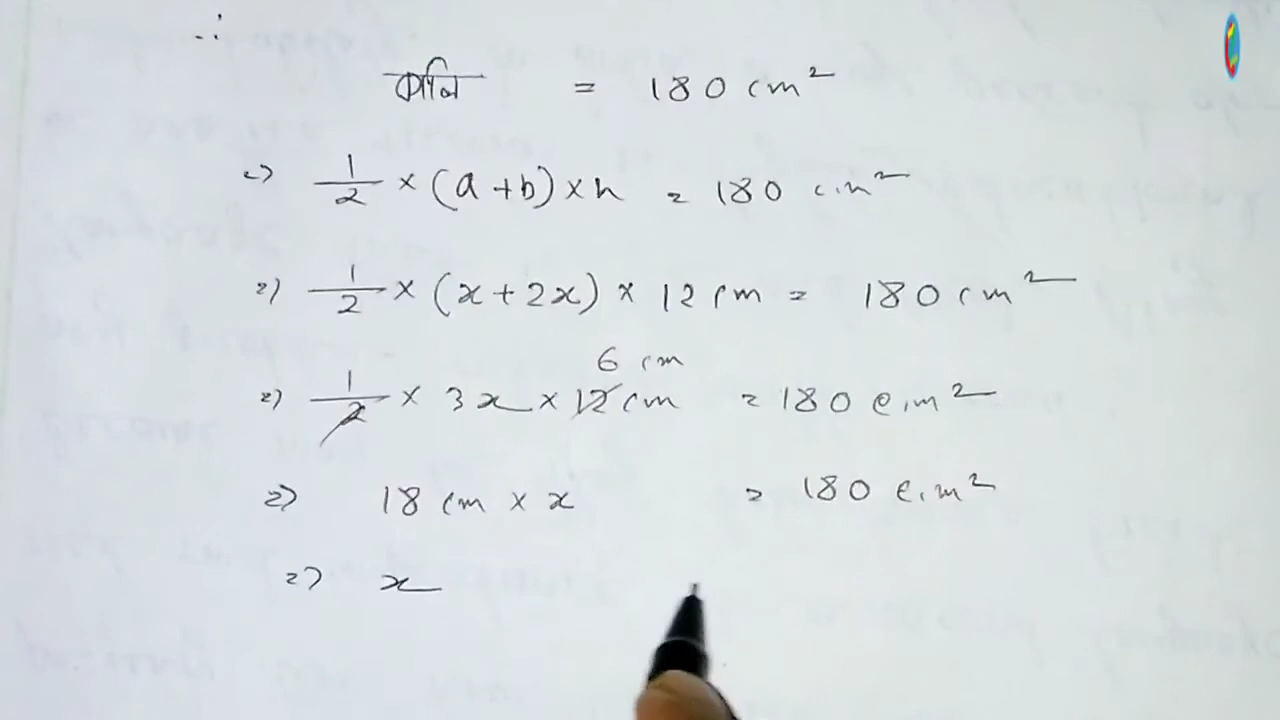 ∴
কালি = 180 cm²
⇒ 1/2 × (a + b) × h = 180 cm²
⇒ 1/2 × (x + 2x) × 12 cm = 180 cm²
6 cm
⇒ 1/2 × 3x × 12 cm = 180 cm²
⇒ 18 cm × x = 180 cm²
⇒ x